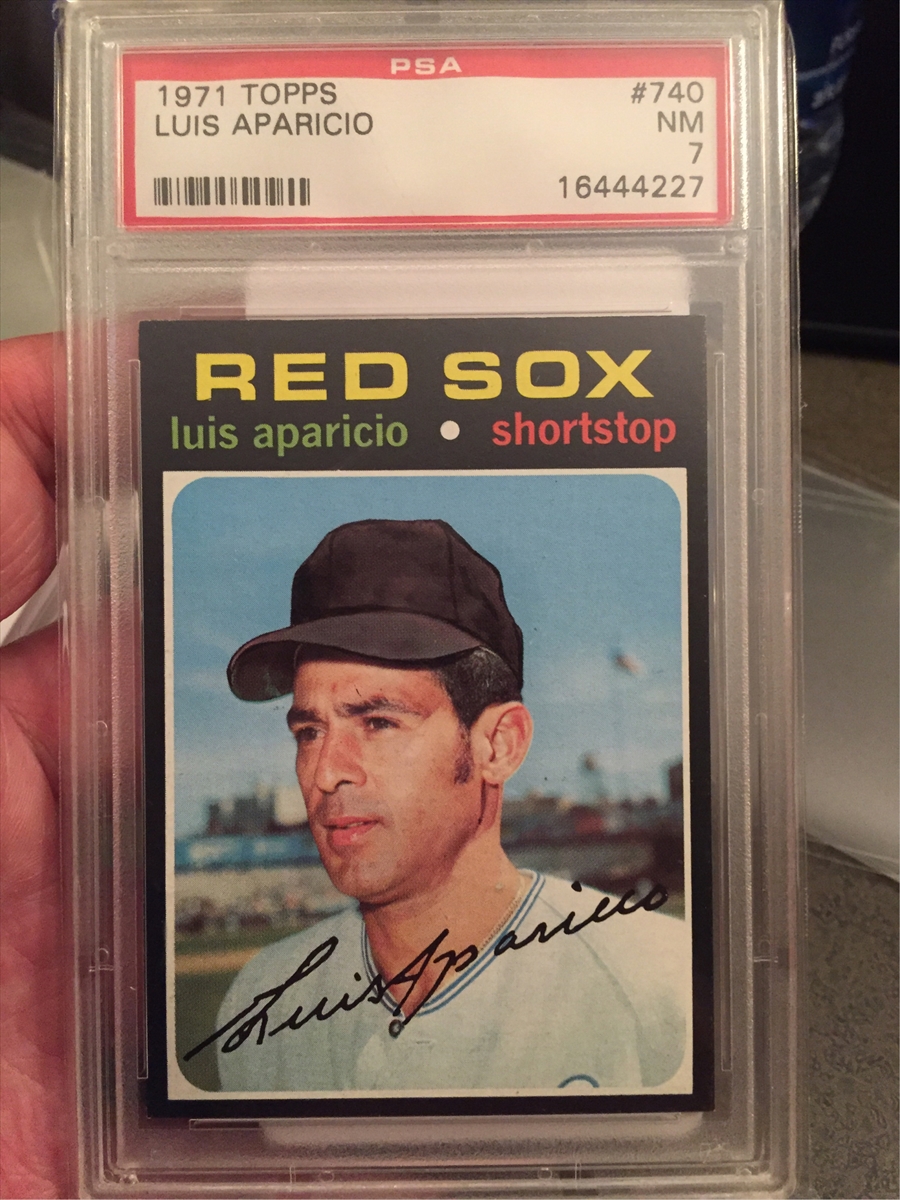 PSA
1971 TOPPS #740
LUIS APARICIO NM
7
16444227
RED SOX
luis aparicio • shortstop
Luis Aparicio